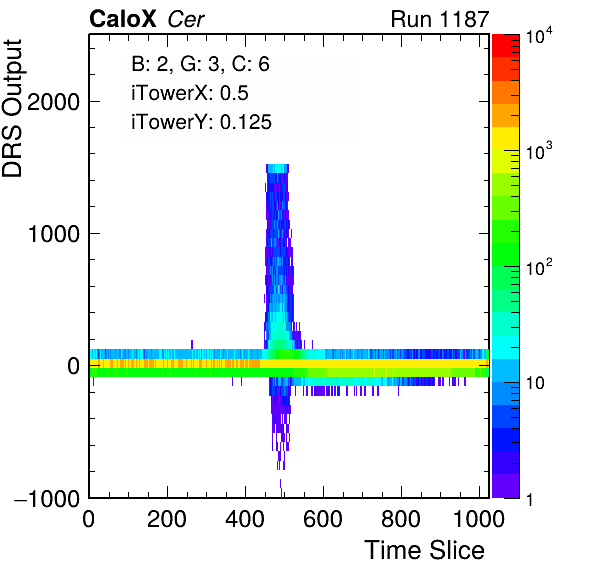 CaloX Cer Run 1187
B: 2, G: 3, C: 6
iTowerX: 0.5
iTowerY: 0.125
DRS Output
2000
1000
0
−1000
0 200 400 600 800 1000
Time Slice
10^4
10^3
10^2
10
1